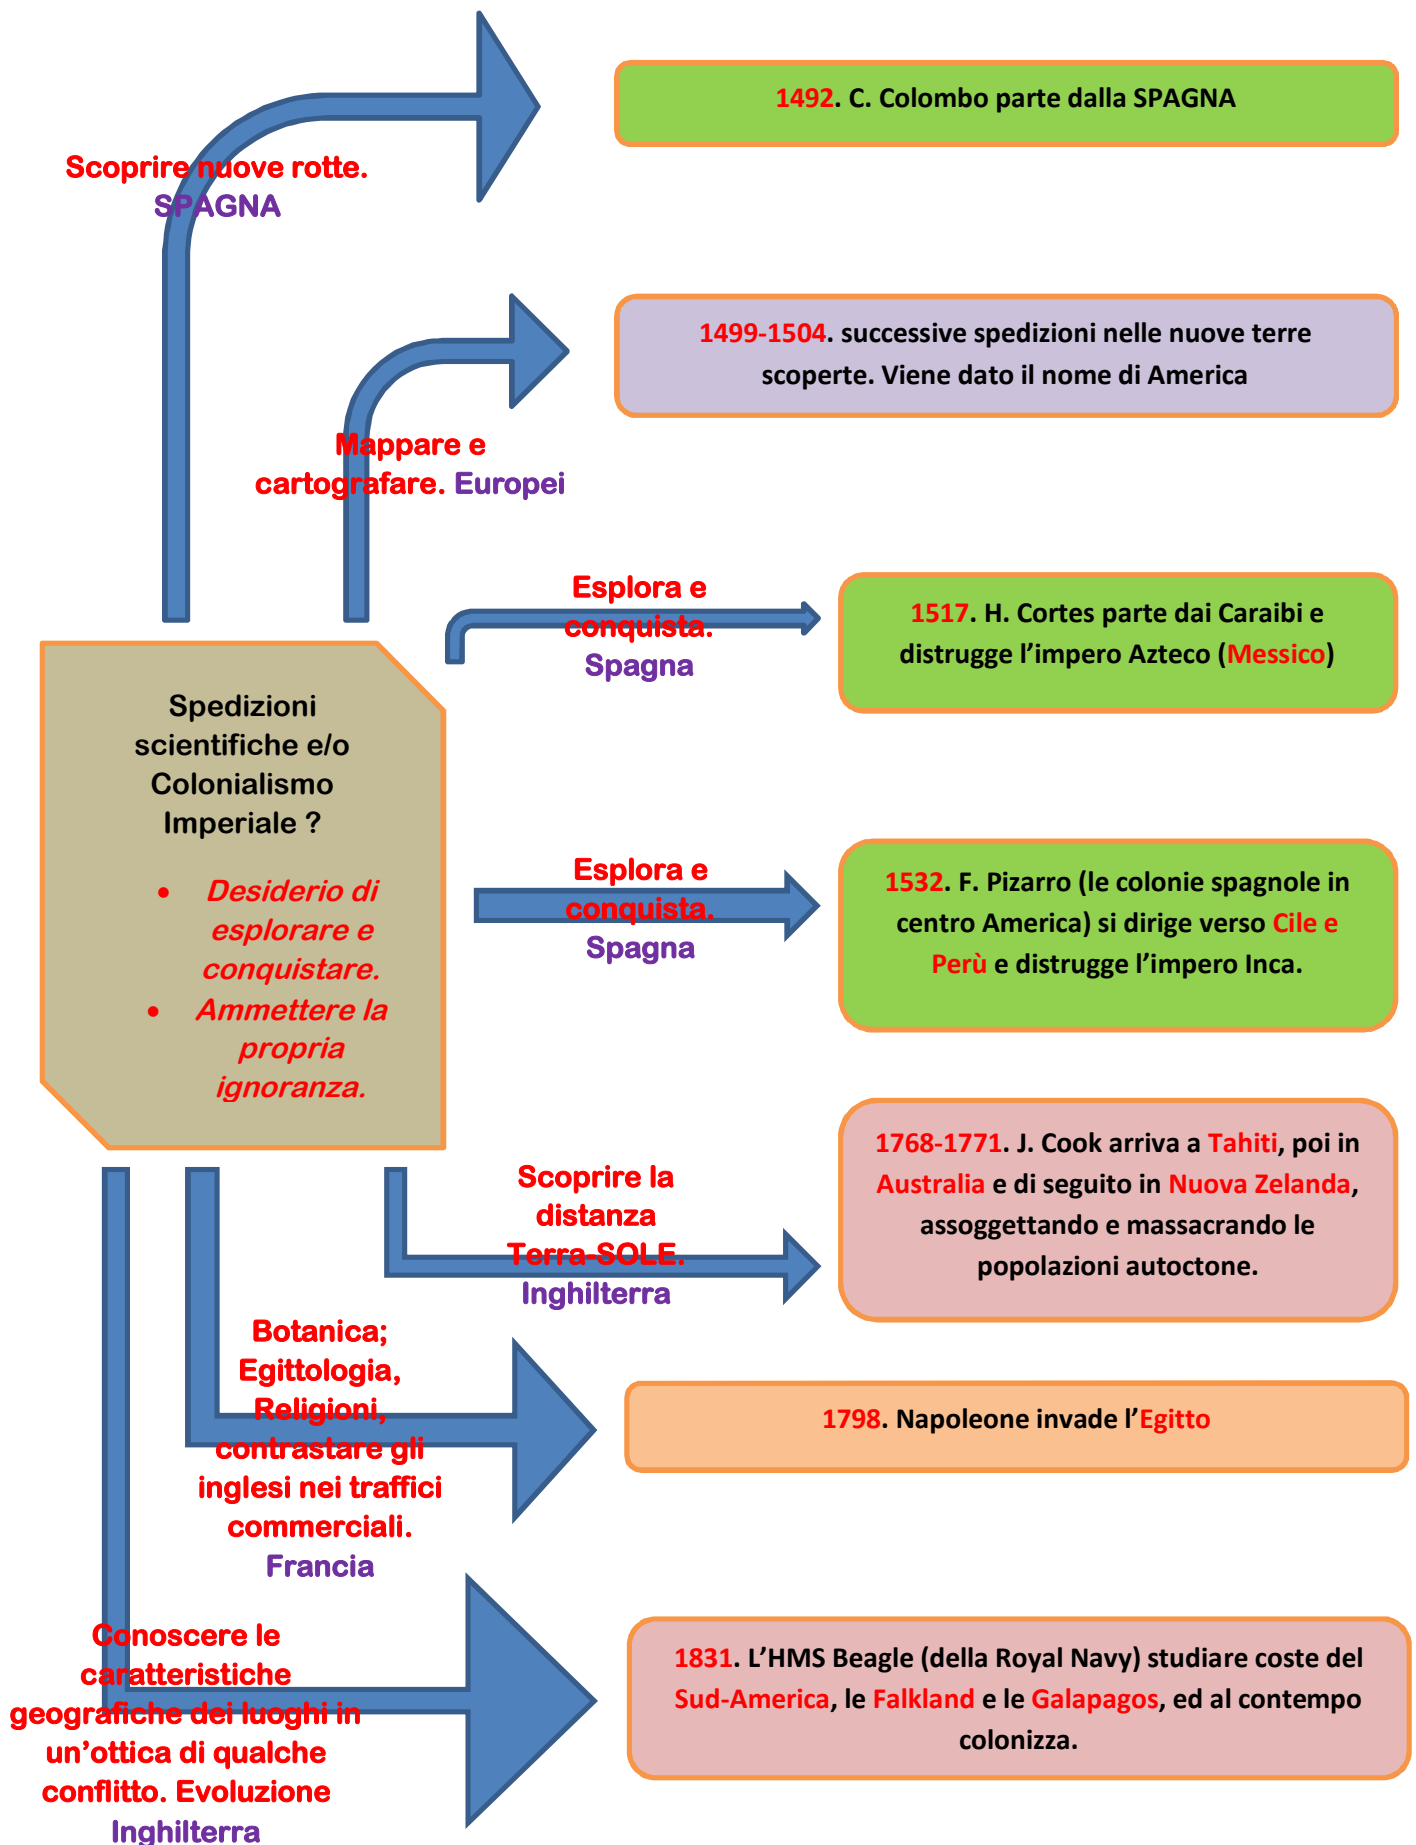 1492. C. Colombo parte dalla SPAGNA
Scoprire nuove rotte.
SPAGNA
1499-1504. successive spedizioni nelle nuove terre
scoperte. Viene dato il nome di America
Mappare e
cartografare. Europei
Esplora e
conquista.
Spagna
1517. H. Cortes parte dai Caraibi e
distrugge l’impero Azteco (Messico)
Spedizioni
scientifiche e/o
Colonialismo
Imperiale ?
• Desiderio di
esplorare e
conquistare.
• Ammettere la
propria
ignoranza.
Esplora e
conquista.
Spagna
1532. F. Pizarro (le colonie spagnole in
centro America) si dirige verso Cile e
Perù e distrugge l’impero Inca.
Scoprire la
distanza
Terra-SOLE.
Inghilterra
1768-1771. J. Cook arriva a Tahiti, poi in
Australia e di seguito in Nuova Zelanda,
assoggettando e massacrando le
popolazioni autoctone.
Botanica;
Egittologia,
Religioni,
contrastare gli
inglesi nei traffici
commerciali.
Francia
1798. Napoleone invade l’Egitto
Conoscere le
caratteristiche
geografiche dei luoghi in
un’ottica di qualche
conflitto. Evoluzione
Inghilterra
1831. L’HMS Beagle (della Royal Navy) studiare coste del
Sud-America, le Falkland e le Galapagos, ed al contempo
colonizza.